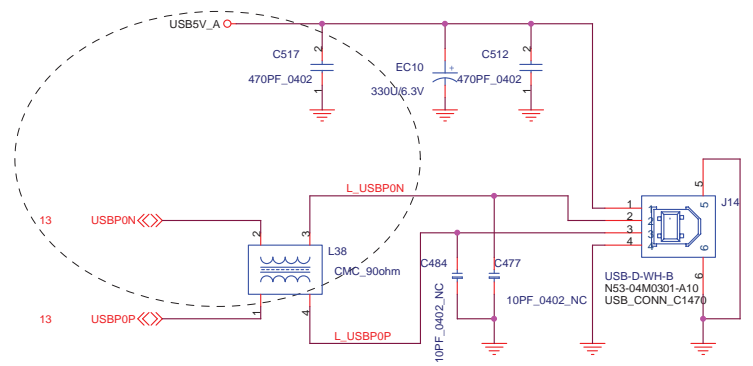 USB5V_A
C517
2
1
470PF_0402
EC10
+
330U/6.3V
C512
2
1
470PF_0402
L_USBP0N
13 USBP0N
2
3
L38
CMC_90ohm
1
4
13 USBP0P
L_USBP0P
C484
10PF_0402_NC
C477
10PF_0402_NC
1
2
3
4
1
2
3
4
5
5
J14
6
6
USB-D-WH-B
N53-04M0301-A10
USB_CONN_C1470